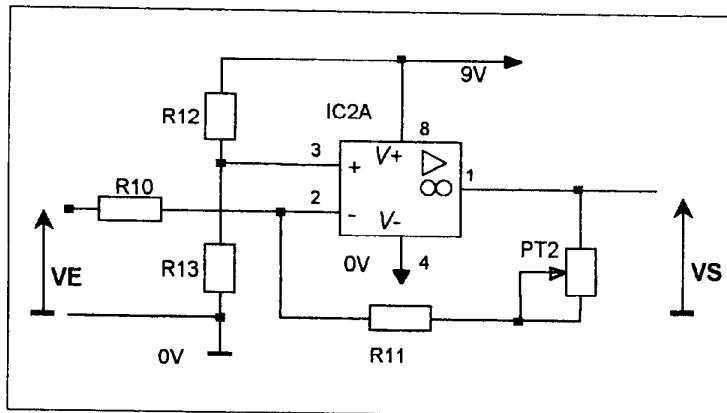 9V
IC2A
R12
8
3
+
V+
▷
∞
1
R10
2
-
V-
VE
R13
0V
4
PT2
VS
0V
R11